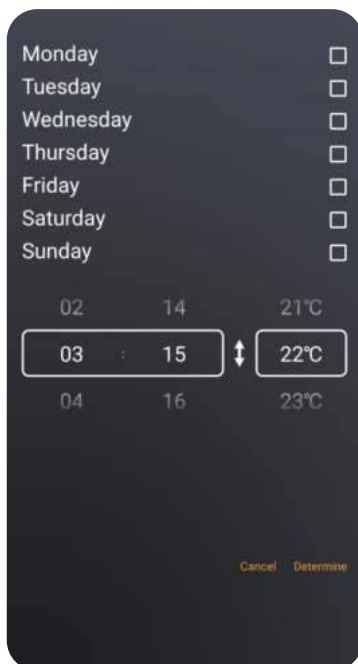 Monday
Tuesday
Wednesday
Thursday
Friday
Saturday
Sunday
02 14 21℃
03 : 15 22℃
04 16 23℃
Cancel Determine